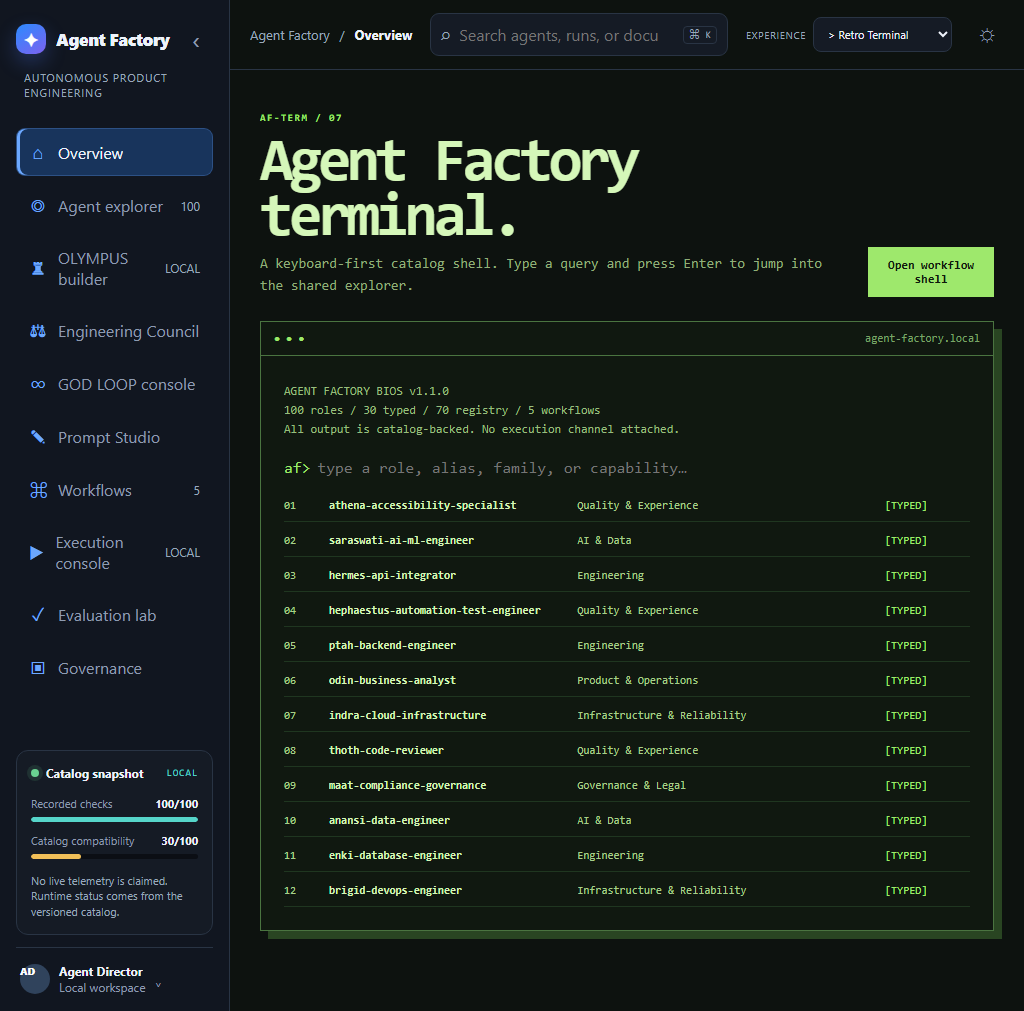 Agent Factory
AUTONOMOUS PRODUCT
ENGINEERING
Overview
Agent explorer 100
OLYMPUS
builder LOCAL
Engineering Council
GOD LOOP console
Prompt Studio
Workflows 5
Execution
console LOCAL
Evaluation lab
Governance
Catalog snapshot LOCAL
Recorded checks 100/100
Catalog compatibility 30/100
No live telemetry is claimed.
Runtime status comes from the
versioned catalog.
AD
Agent Director
Local workspace
Agent Factory / Overview
Search agents, runs, or docu
⌘ K
EXPERIENCE
> Retro Terminal
AF-TERM / 07
Agent Factory
terminal.
A keyboard-first catalog shell. Type a query and press Enter to jump into
the shared explorer.
Open workflow
shell
agent-factory.local
AGENT FACTORY BIOS v1.1.0
100 roles / 30 typed / 70 registry / 5 workflows
All output is catalog-backed. No execution channel attached.
af> type a role, alias, family, or capability…
01 athena-accessibility-specialist Quality & Experience [TYPED]
02 saraswati-ai-ml-engineer AI & Data [TYPED]
03 hermes-api-integrator Engineering [TYPED]
04 hephaestus-automation-test-engineer Quality & Experience [TYPED]
05 ptah-backend-engineer Engineering [TYPED]
06 odin-business-analyst Product & Operations [TYPED]
07 indra-cloud-infrastructure Infrastructure & Reliability [TYPED]
08 thoth-code-reviewer Quality & Experience [TYPED]
09 maat-compliance-governance Governance & Legal [TYPED]
10 anansi-data-engineer AI & Data [TYPED]
11 enki-database-engineer Engineering [TYPED]
12 brigid-devops-engineer Infrastructure & Reliability [TYPED]